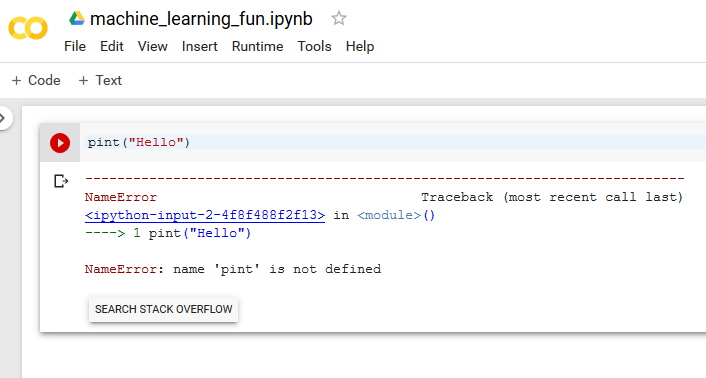 machine_learning_fun.ipynb
File Edit View Insert Runtime Tools Help
+ Code + Text
pint("Hello")
---------------------------------------------------------------------------
NameError                                 Traceback (most recent call last)
<ipython-input-2-4f8f488f2f13> in <module>()
----> 1 pint("Hello")
NameError: name 'pint' is not defined
SEARCH STACK OVERFLOW